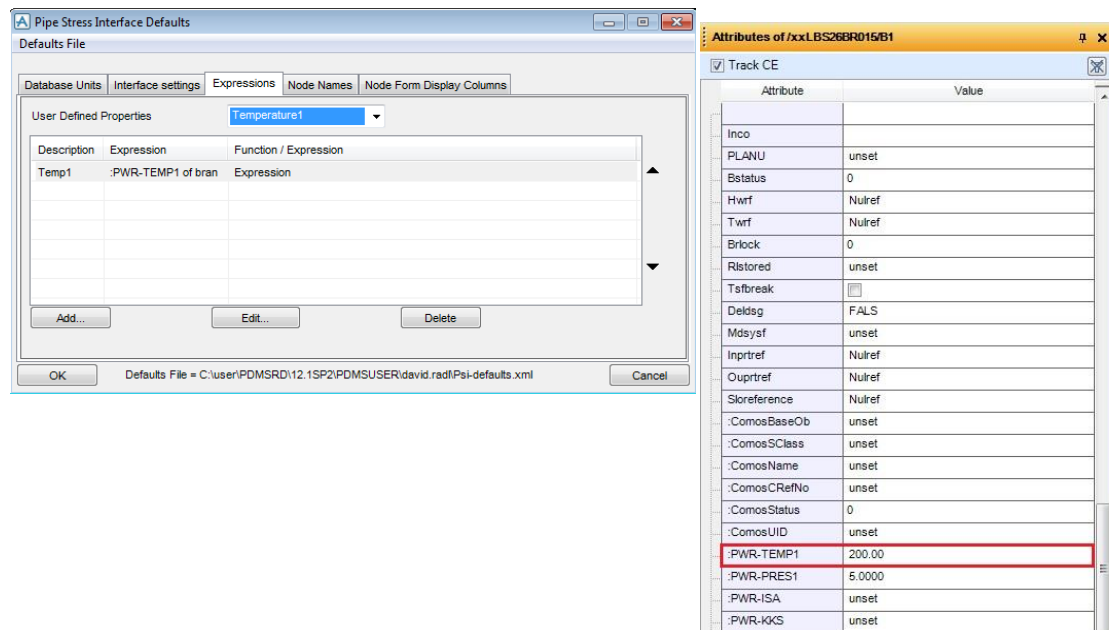 Pipe Stress Interface Defaults
Defaults File
Database Units
Interface settings
Expressions
Node Names
Node Form Display Columns
User Defined Properties
Temperature1
Description Expression Function / Expression
Temp1 :PWR-TEMP1 of bran Expression
Add...
Edit...
Delete
OK
Defaults File = C:\user\PDMSRD\12.1SP2\PDMSUSER\david.radl\Psi-defaults.xml
Cancel
Attributes of /xxLBS26BR015/B1
Track CE
Attribute Value
Inco
PLANU unset
Bstatus 0
Hwrf Nulref
Twrf Nulref
Brlock 0
Rlstored unset
Tsfbreak
Deldsg FALS
Mdsysf unset
Inprtref Nulref
Ouprtref Nulref
Sloreference Nulref
:ComosBaseOb unset
:ComosSClass unset
:ComosName unset
:ComosCRefNo unset
:ComosStatus 0
:ComosUID unset
:PWR-TEMP1 200.00
:PWR-PRES1 5.0000
:PWR-ISA unset
:PWR-KKS unset